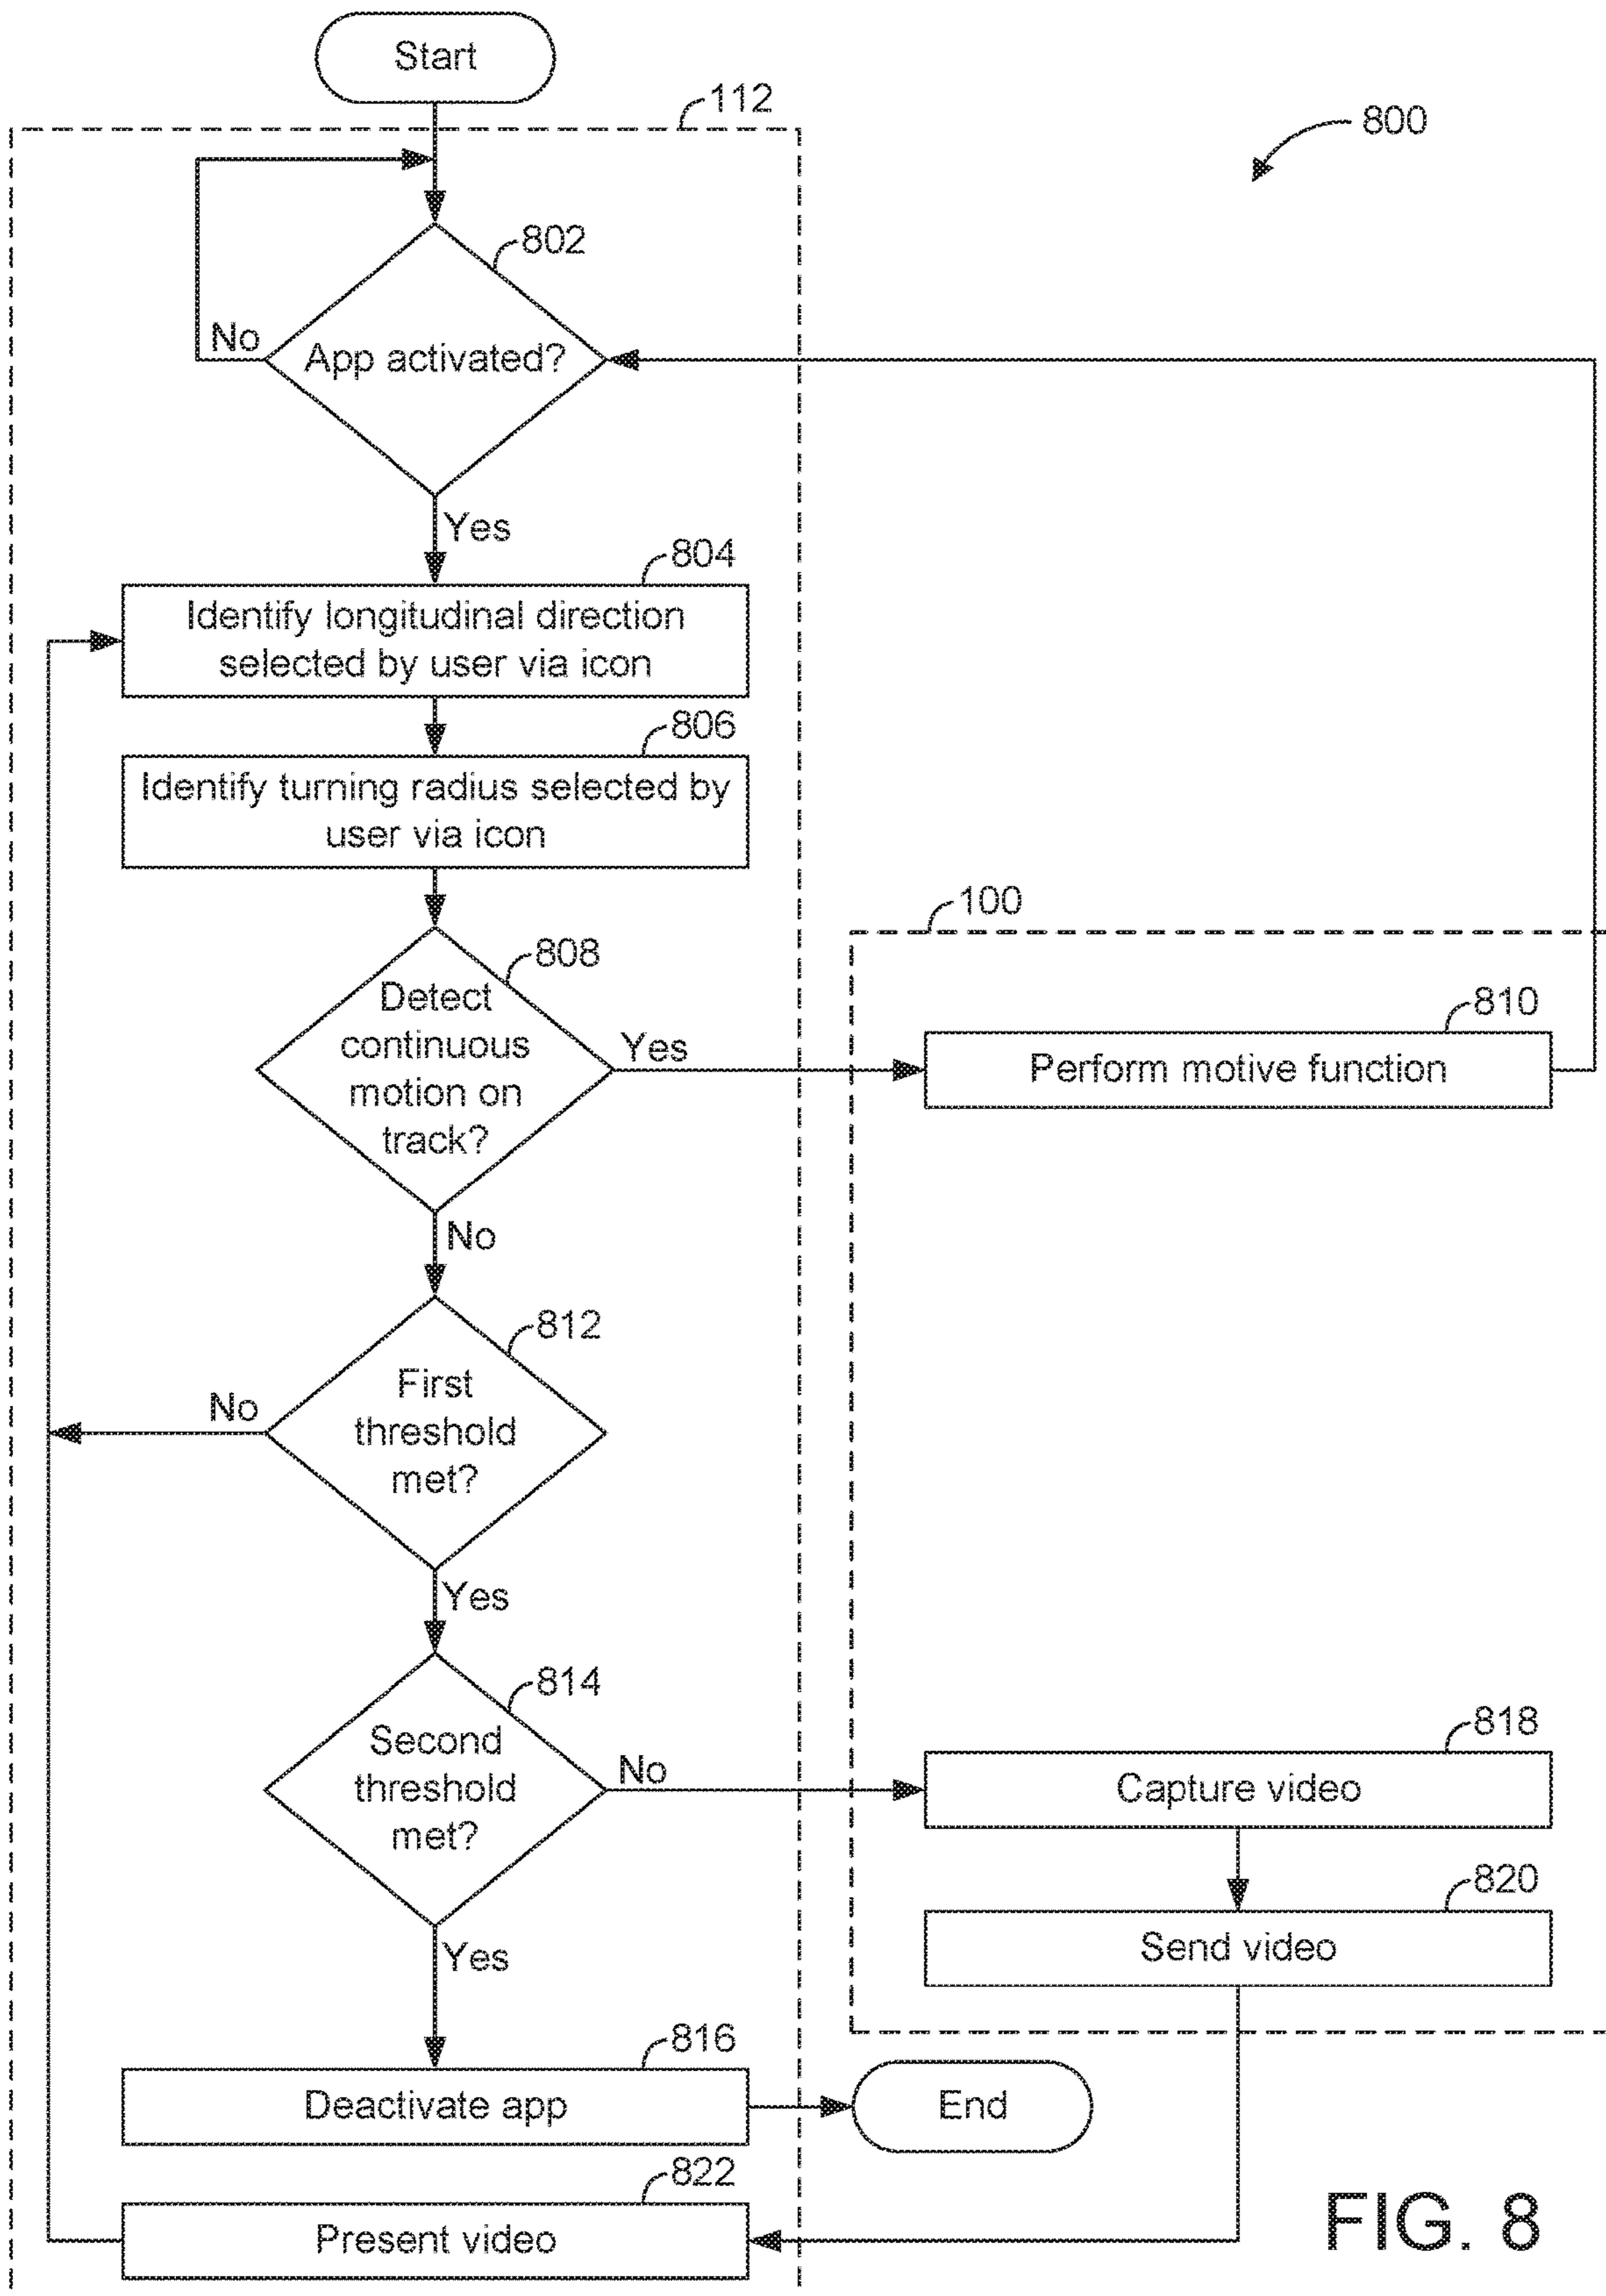 Start
112
800
802
No
App activated?
Yes
804
Identify longitudinal direction
selected by user via icon
806
Identify turning radius selected by
user via icon
100
808
Detect
continuous
motion on
track?
Yes
810
Perform motive function
No
812
First
threshold
met?
No
Yes
814
Second
threshold
met?
No
818
Capture video
820
Send video
Yes
816
Deactivate app
End
822
Present video
FIG. 8